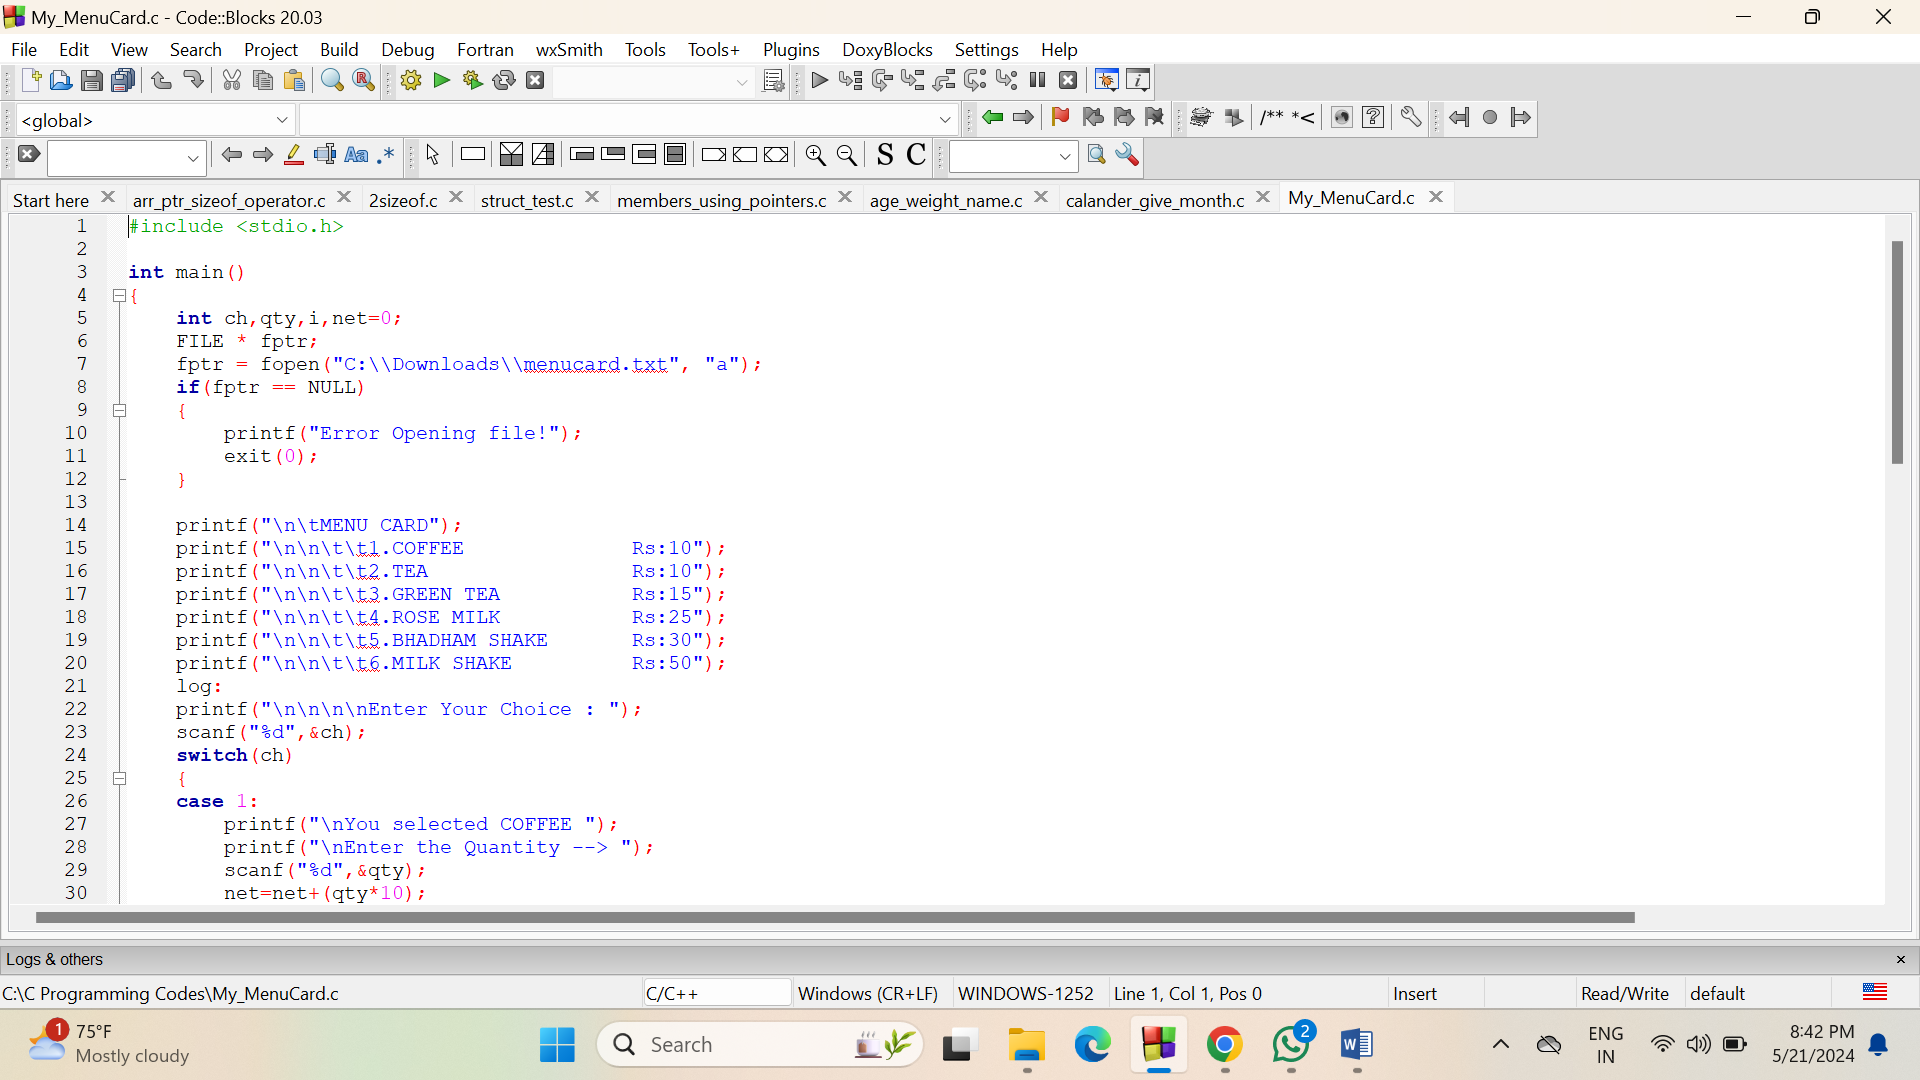 My_MenuCard.c - Code::Blocks 20.03
File Edit View Search Project Build Debug Fortran wxSmith Tools Tools+ Plugins DoxyBlocks Settings Help
<global>
/** *<
Aa .* S C
Start here arr_ptr_sizeof_operator.c 2sizeof.c struct_test.c members_using_pointers.c age_weight_name.c calander_give_month.c My_MenuCard.c
1 #include <stdio.h>
2
3 int main()
4 {
5 int ch,qty,i,net=0;
6 FILE * fptr;
7 fptr = fopen("C:\\Downloads\\menucard.txt", "a");
8 if(fptr == NULL)
9 {
10 printf("Error Opening file!");
11 exit(0);
12 }
13
14 printf("\n\tMENU CARD");
15 printf("\n\n\t\t1.COFFEE Rs:10");
16 printf("\n\n\t\t2.TEA Rs:10");
17 printf("\n\n\t\t3.GREEN TEA Rs:15");
18 printf("\n\n\t\t4.ROSE MILK Rs:25");
19 printf("\n\n\t\t5.BHADHAM SHAKE Rs:30");
20 printf("\n\n\t\t6.MILK SHAKE Rs:50");
21 log:
22 printf("\n\n\n\nEnter Your Choice : ");
23 scanf("%d",&ch);
24 switch(ch)
25 {
26 case 1:
27 printf("\nYou selected COFFEE ");
28 printf("\nEnter the Quantity --> ");
29 scanf("%d",&qty);
30 net=net+(qty*10);
Logs & others
C:\C Programming Codes\My_MenuCard.c C/C++ Windows (CR+LF) WINDOWS-1252 Line 1, Col 1, Pos 0 Insert Read/Write default
1 75°F
Mostly cloudy
Search
2
ENG
IN
8:42 PM
5/21/2024